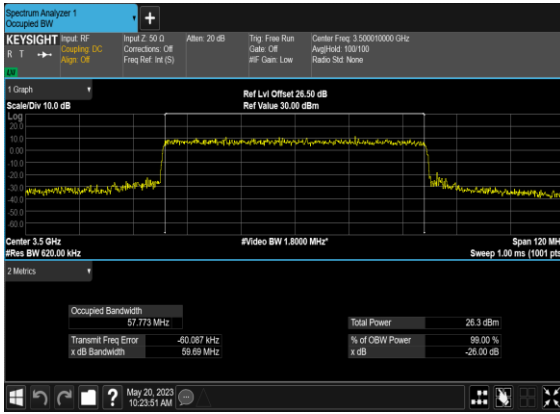 Spectrum Analyzer 1
Occupied BW
+
KEYSIGHT
R T
LXI
Input: RF
Coupling: DC
Align: Off
Input Z: 50 Ω
Corrections: Off
Freq Ref: Int (S)
Atten: 20 dB
Trig: Free Run
Gate: Off
#IF Gain: Low
Center Freq: 3.500010000 GHz
Avg|Hold: 100/100
Radio Std: None
1 Graph
Scale/Div 10.0 dB
Ref Lvl Offset 26.50 dB
Ref Value 30.00 dBm
Log
20.0
10.0
0.00
-10.0
-20.0
-30.0
-40.0
-50.0
-60.0
Center 3.5 GHz
#Res BW 620.00 kHz
#Video BW 1.8000 MHz*
Span 120 MH
Sweep 1.00 ms (1001 pts
2 Metrics
Occupied Bandwidth
57.773 MHz
Transmit Freq Error -60.087 kHz
x dB Bandwidth 59.69 MHz
Total Power 26.3 dBm
% of OBW Power 99.00 %
x dB -26.00 dB
?
May 20, 2023
10:23:51 AM